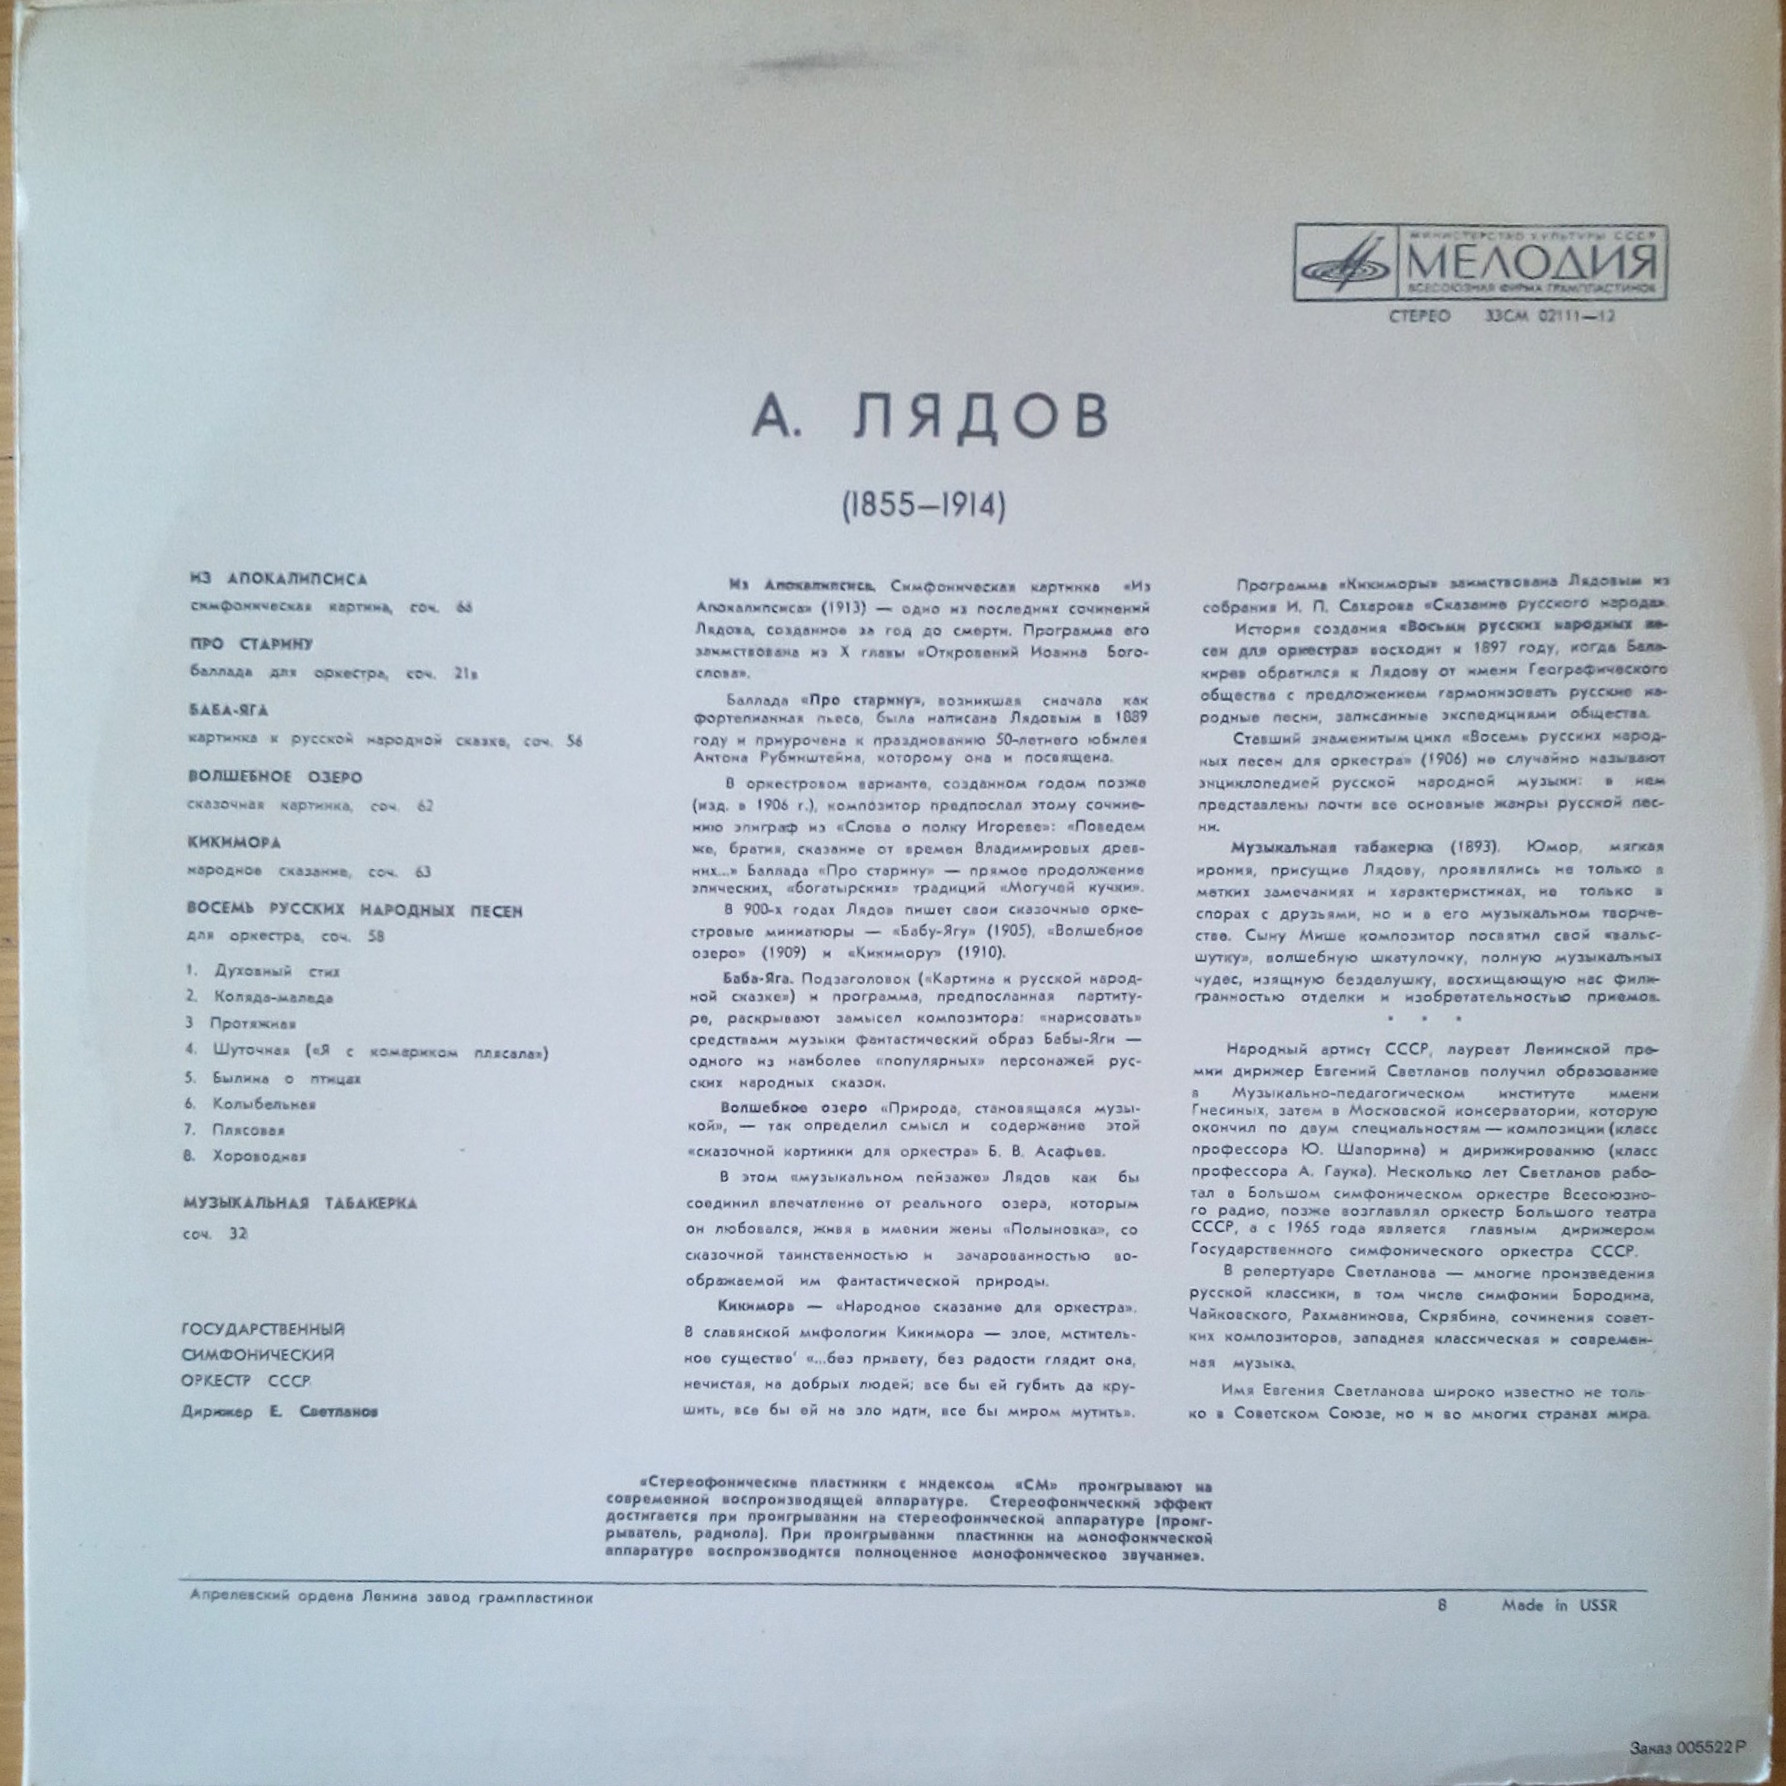 МИНИСТЕРСТВО КУЛЬТУРЫ СССР
МЕЛОДИЯ
ВСЕСОЮЗНАЯ ФИРМА ГРАМПЛАСТИНОК
СТЕРЕО 33СМ 02111—12
А. ЛЯДОВ
(1855—1914)
ИЗ АПОКАЛИПСИСА
симфоническая картина, соч. 66
ПРО СТАРИНУ
баллада для оркестра, соч. 21в
БАБА-ЯГА
картинка к русской народной сказке, соч. 56
ВОЛШЕБНОЕ ОЗЕРО
сказочная картинка, соч. 62
КИКИМОРА
народное сказание, соч. 63
ВОСЕМЬ РУССКИХ НАРОДНЫХ ПЕСЕН
для оркестра, соч. 58
1. Духовный стих
2. Коляда-маледа
3 Протяжная
4. Шуточная («Я с комариком плясала»)
5. Былина о птицах
6. Колыбельная
7. Плясовая
8. Хороводная
МУЗЫКАЛЬНАЯ ТАБАКЕРКА
соч. 32
ГОСУДАРСТВЕННЫЙ
СИМФОНИЧЕСКИЙ
ОРКЕСТР СССР
Дирижер Е. Светланов
Из Апокалипсиса. Симфоническая картинка «Из
Апокалипсиса» (1913) — одно из последних сочинений
Лядова, созданное за год до смерти. Программа его
заимствована из X главы «Откровений Иоанна Бого-
слова».
Баллада «Про старину», возникшая сначала как
фортепианная пьеса, была написана Лядовым в 1889
году и приурочена к празднованию 50-летнего юбилея
Антона Рубинштейна, которому она и посвящена.
В оркестровом варианте, созданном годом позже
(изд. в 1906 г.), композитор предпослал этому сочине-
нию эпиграф из «Слова о полку Игореве»: «Поведем
же, братия, сказание от времен Владимировых древ-
них...» Баллада «Про старину» — прямое продолжение
эпических, «богатырских» традиций «Могучей кучки».
В 900-х годах Лядов пишет свои сказочные орке-
стровые миниатюры — «Бабу-Ягу» (1905), «Волшебное
озеро» (1909) и «Кикимору» (1910).
Баба-Яга. Подзаголовок («Картина к русской народ-
ной сказке») и программа, предпосланная партиту-
ре, раскрывают замысел композитора: «нарисовать»
средствами музыки фантастический образ Бабы-Яги —
одного из наиболее «популярных» персонажей рус-
ских народных сказок.
Волшебное озеро «Природа, становящаяся музы-
кой», — так определил смысл и содержание этой
«сказочной картинки для оркестра» Б. В. Асафьев.
В этом «музыкальном пейзаже» Лядов как бы
соединил впечатление от реального озера, которым
он любовался, живя в имении жены «Полыновка», со
сказочной таинственностью и зачарованностью во-
ображаемой им фантастической природы.
Кикимора — «Народное сказание для оркестра».
В славянской мифологии Кикимора — злое, мститель-
ное существо' «...без привету, без радости глядит она,
нечистая, на добрых людей; все бы ей губить да кру-
шить, все бы ей на зло идти, все бы миром мутить».
Программа «Кикиморы» заимствована Лядовым из
собрания И. П. Сахарова «Сказание русского народа».
История создания «Восьми русских народных пе-
сен для оркестра» восходит к 1897 году, когда Бала-
кирев обратился к Лядову от имени Географического
общества с предложением гармонизовать русские на-
родные песни, записанные экспедициями общества.
Ставший знаменитым цикл «Восемь русских народ-
ных песен для оркестра» (1906) не случайно называют
энциклопедией русской народной музыки: в нем
представлены почти все основные жанры русской пес-
ни.
Музыкальная табакерка (1893). Юмор, мягкая
ирония, присущие Лядову, проявлялись не только в
метких замечаниях и характеристиках, не только в
спорах с друзьями, но и в его музыкальном творче-
стве. Сыну Мише композитор посвятил свой «вальс-
шутку», волшебную шкатулочку, полную музыкальных
чудес, изящную безделушку, восхищающую нас фили-
гранностью отделки и изобретательностью приемов.
* * *
Народный артист СССР, лауреат Ленинской пре-
мии дирижер Евгений Светланов получил образование
в Музыкально-педагогическом институте имени
Гнесиных, затем в Московской консерватории, которую
окончил по двум специальностям — композиции (класс
профессора Ю. Шапорина) и дирижированию (класс
профессора А. Гаука). Несколько лет Светланов рабо-
тал в Большом симфоническом оркестре Всесоюзно-
го радио, позже возглавлял оркестр Большого театра
СССР, а с 1965 года является главным дирижером
Государственного симфонического оркестра СССР.
В репертуаре Светланова — многие произведения
русской классики, в том числе симфонии Бородина,
Чайковского, Рахманинова, Скрябина, сочинения совет-
ких композиторов, западная классическая и современ-
ная музыка.
Имя Евгения Светланова широко известно не толь-
ко в Советском Союзе, но и во многих странах мира.
«Стереофонические пластинки с индексом «СМ» проигрывают на
современной воспроизводящей аппаратуре. Стереофонический эффект
достигается при проигрывании на стереофонической аппаратуре (проиг-
рыватель, радиола). При проигрывании пластинки на монофонической
аппаратуре воспроизводится полноценное монофоническое звучание».
Апрелевский ордена Ленина завод грампластинок
8 Made in USSR
Заказ 005522Р